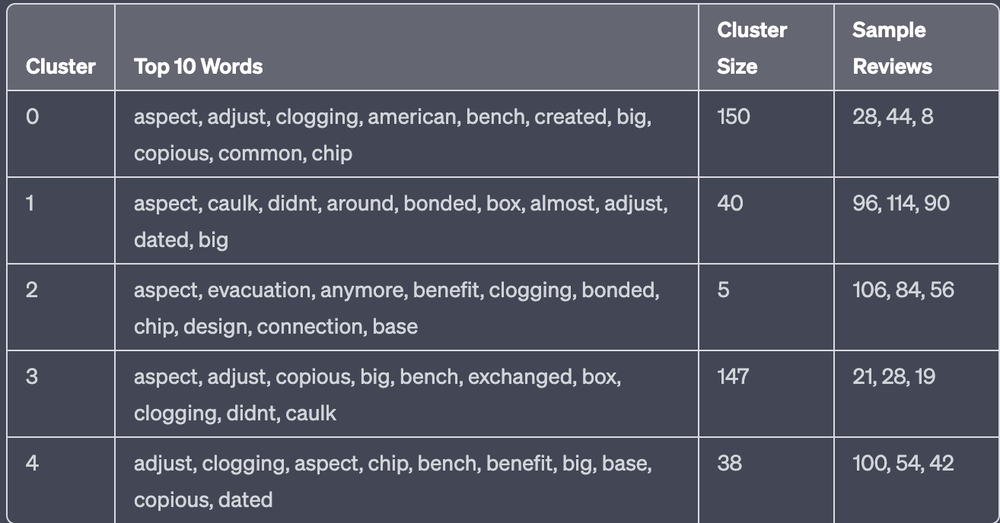 Cluster Top 10 Words Cluster Size Sample Reviews
0 aspect, adjust, clogging, american, bench, created, big, 150 28, 44, 8
copious, common, chip
1 aspect, caulk, didnt, around, bonded, box, almost, adjust, 40 96, 114, 90
dated, big
2 aspect, evacuation, anymore, benefit, clogging, bonded, 5 106, 84, 56
chip, design, connection, base
3 aspect, adjust, copious, big, bench, exchanged, box, 147 21, 28, 19
clogging, didnt, caulk
4 adjust, clogging, aspect, chip, bench, benefit, big, base, 38 100, 54, 42
copious, dated